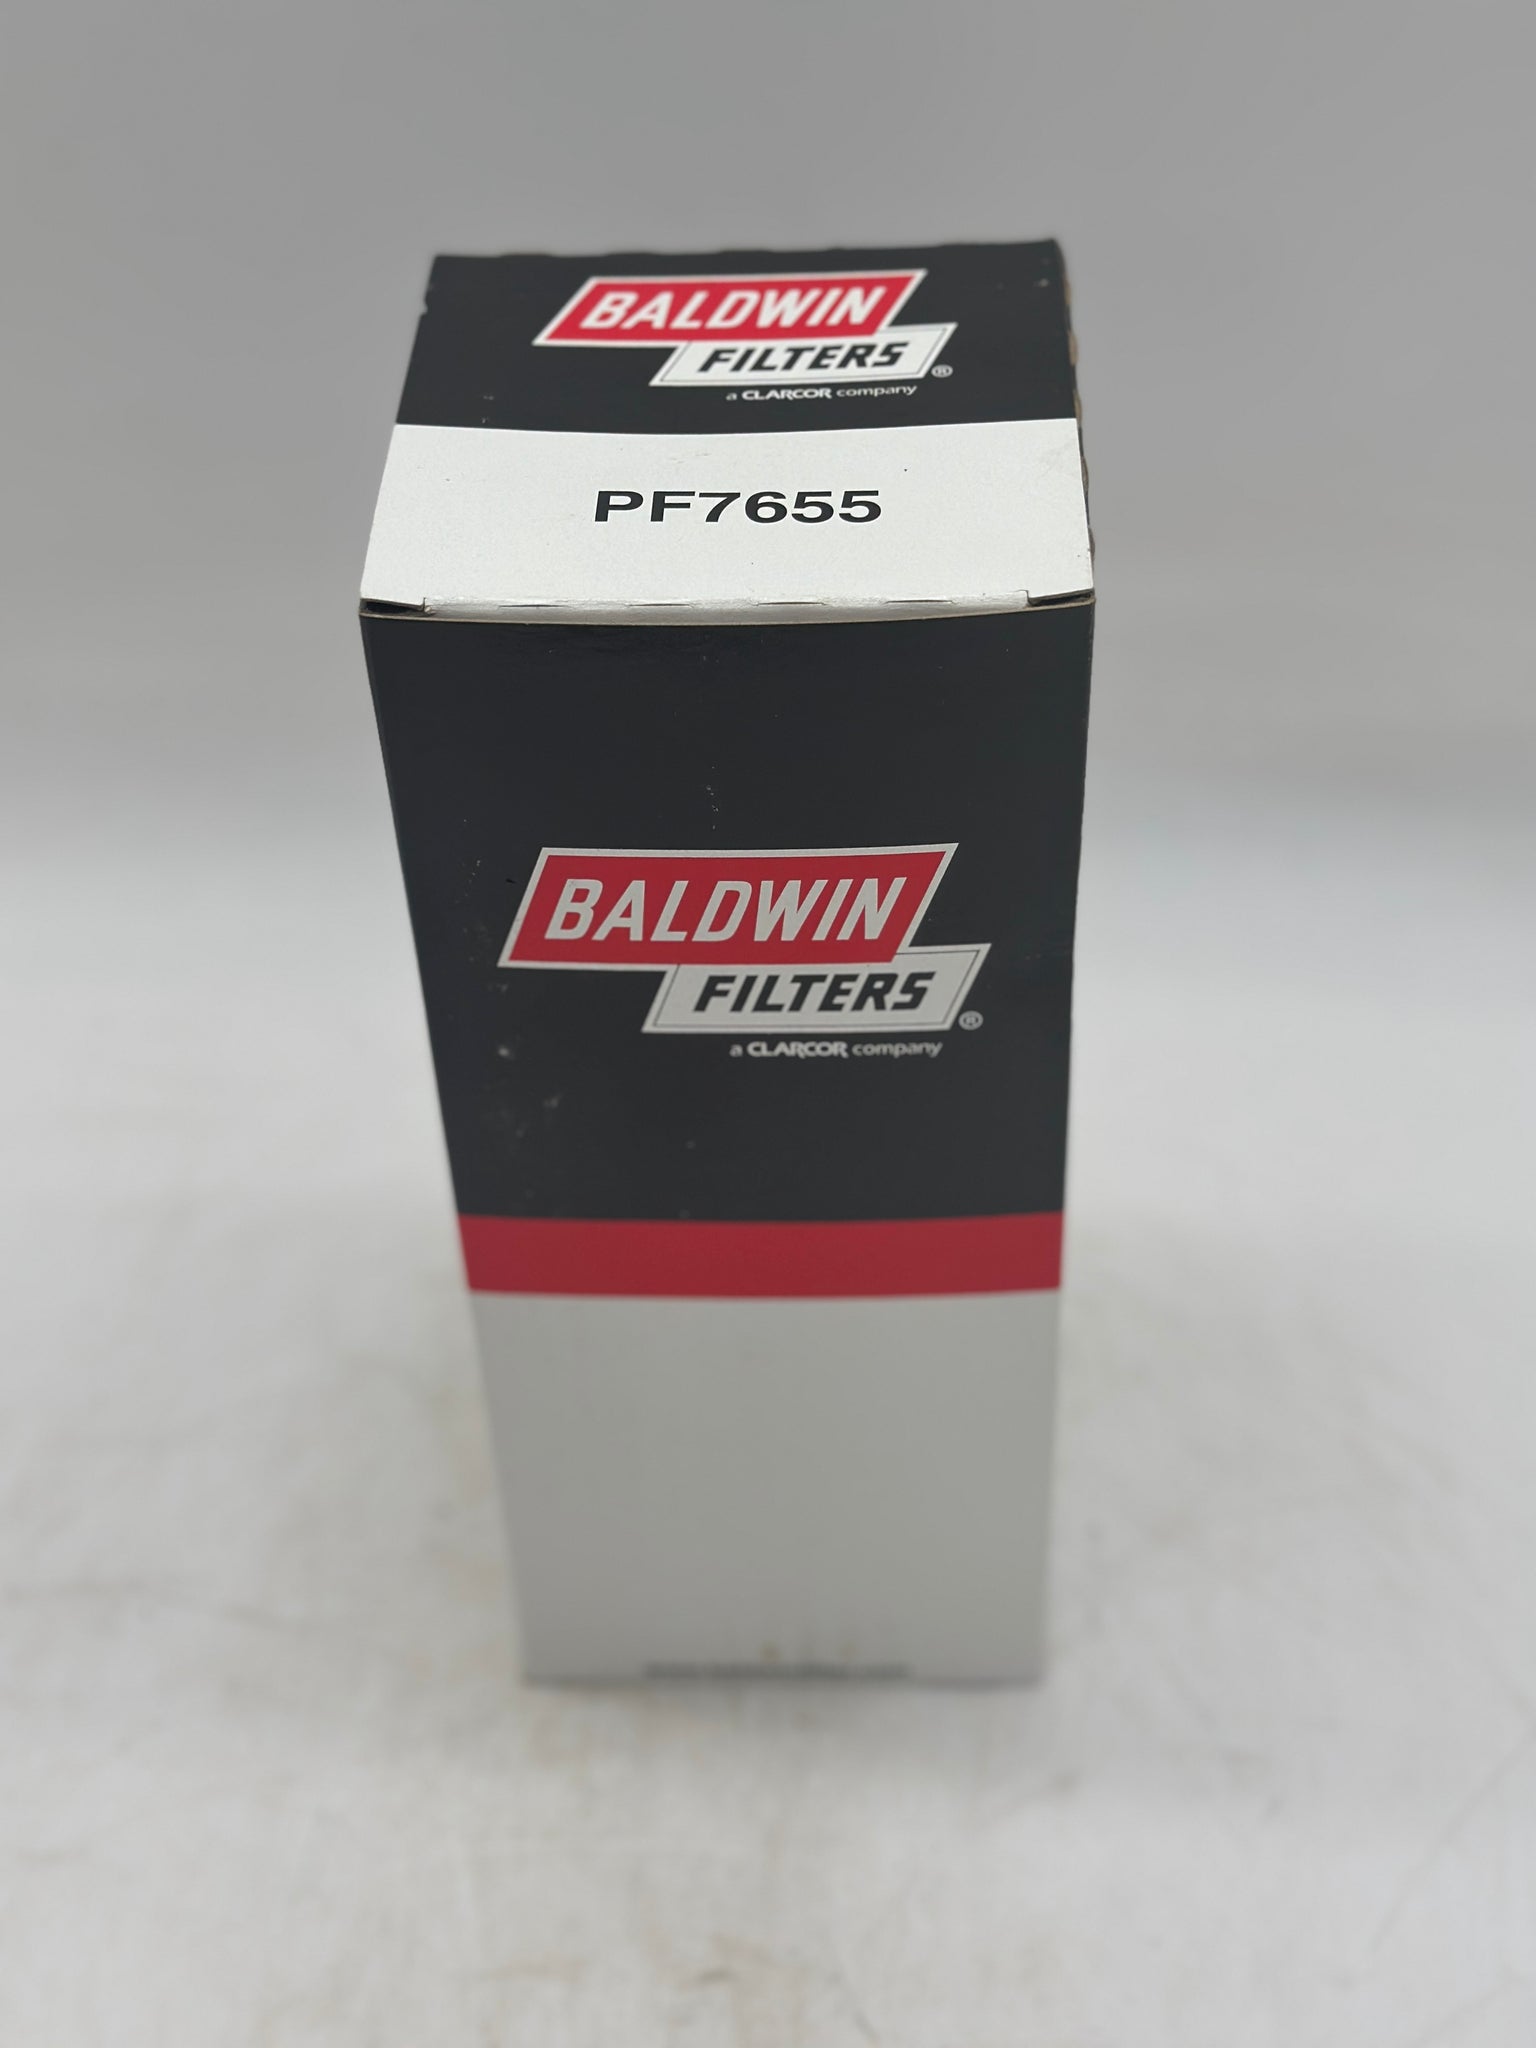 BALDWIN
FILTERS®
a CLARCOR company
PF7655
BALDWIN
FILTERS®
a CLARCOR company